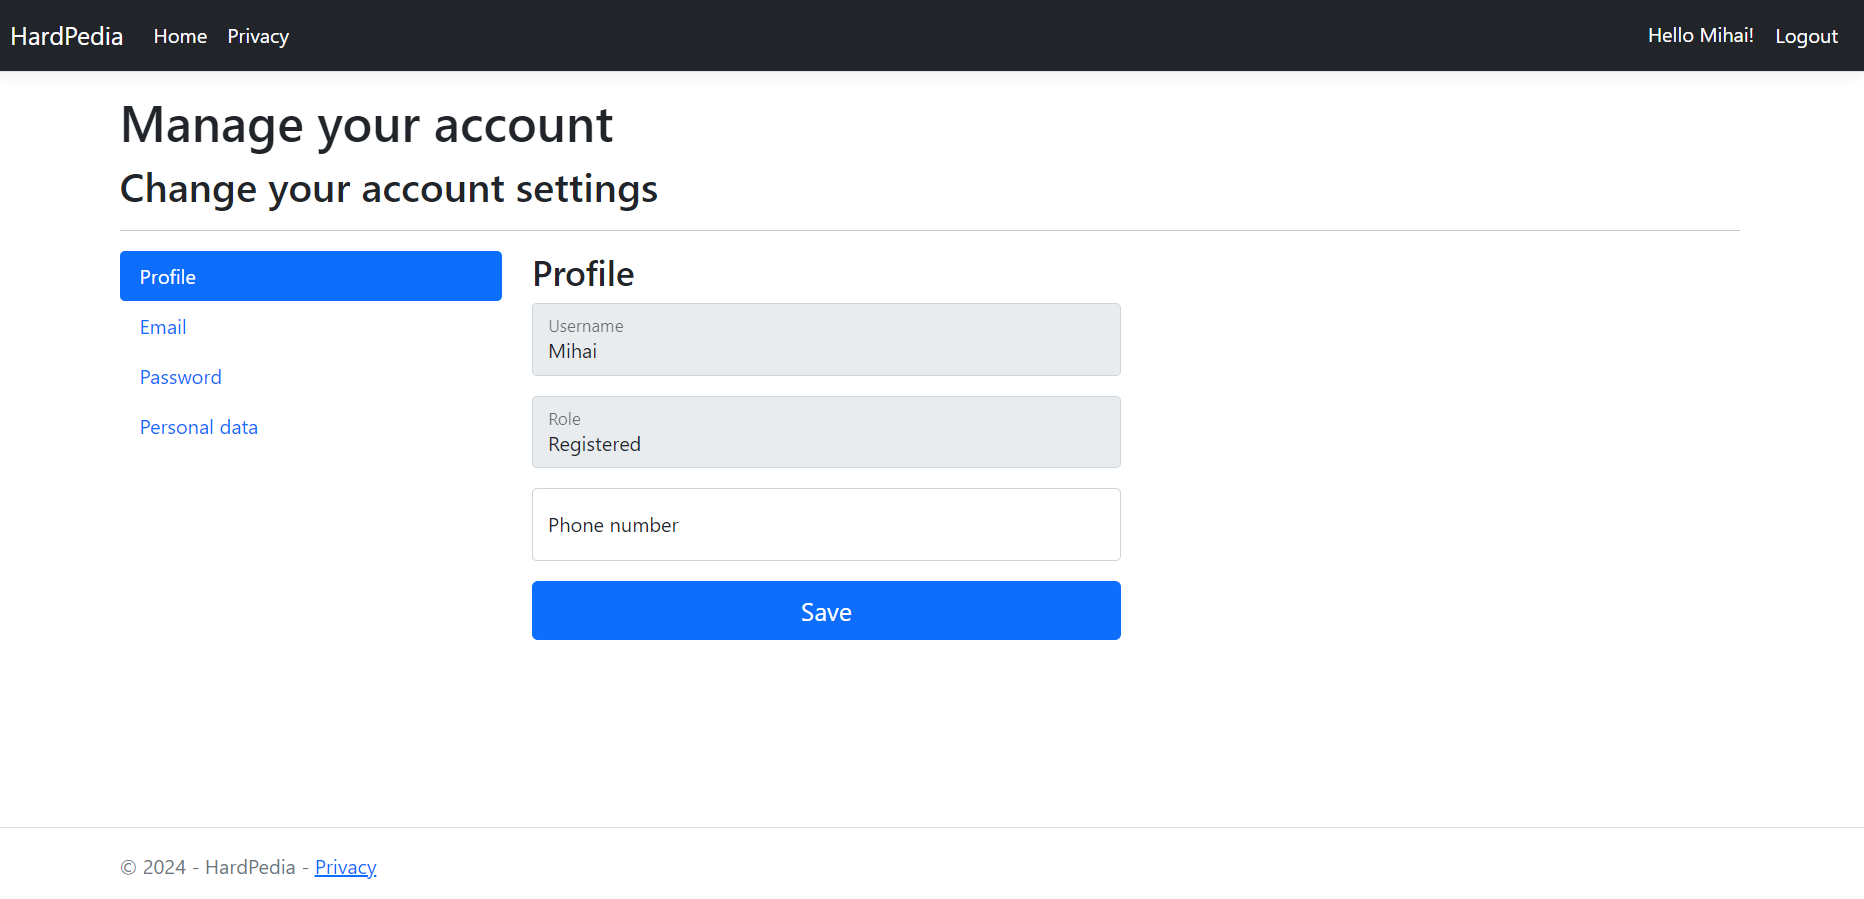 HardPedia Home Privacy Hello Mihai! Logout
Manage your account
Change your account settings
Profile
Email
Password
Personal data
Profile
Username
Mihai
Role
Registered
Phone number
Save
© 2024 - HardPedia - Privacy